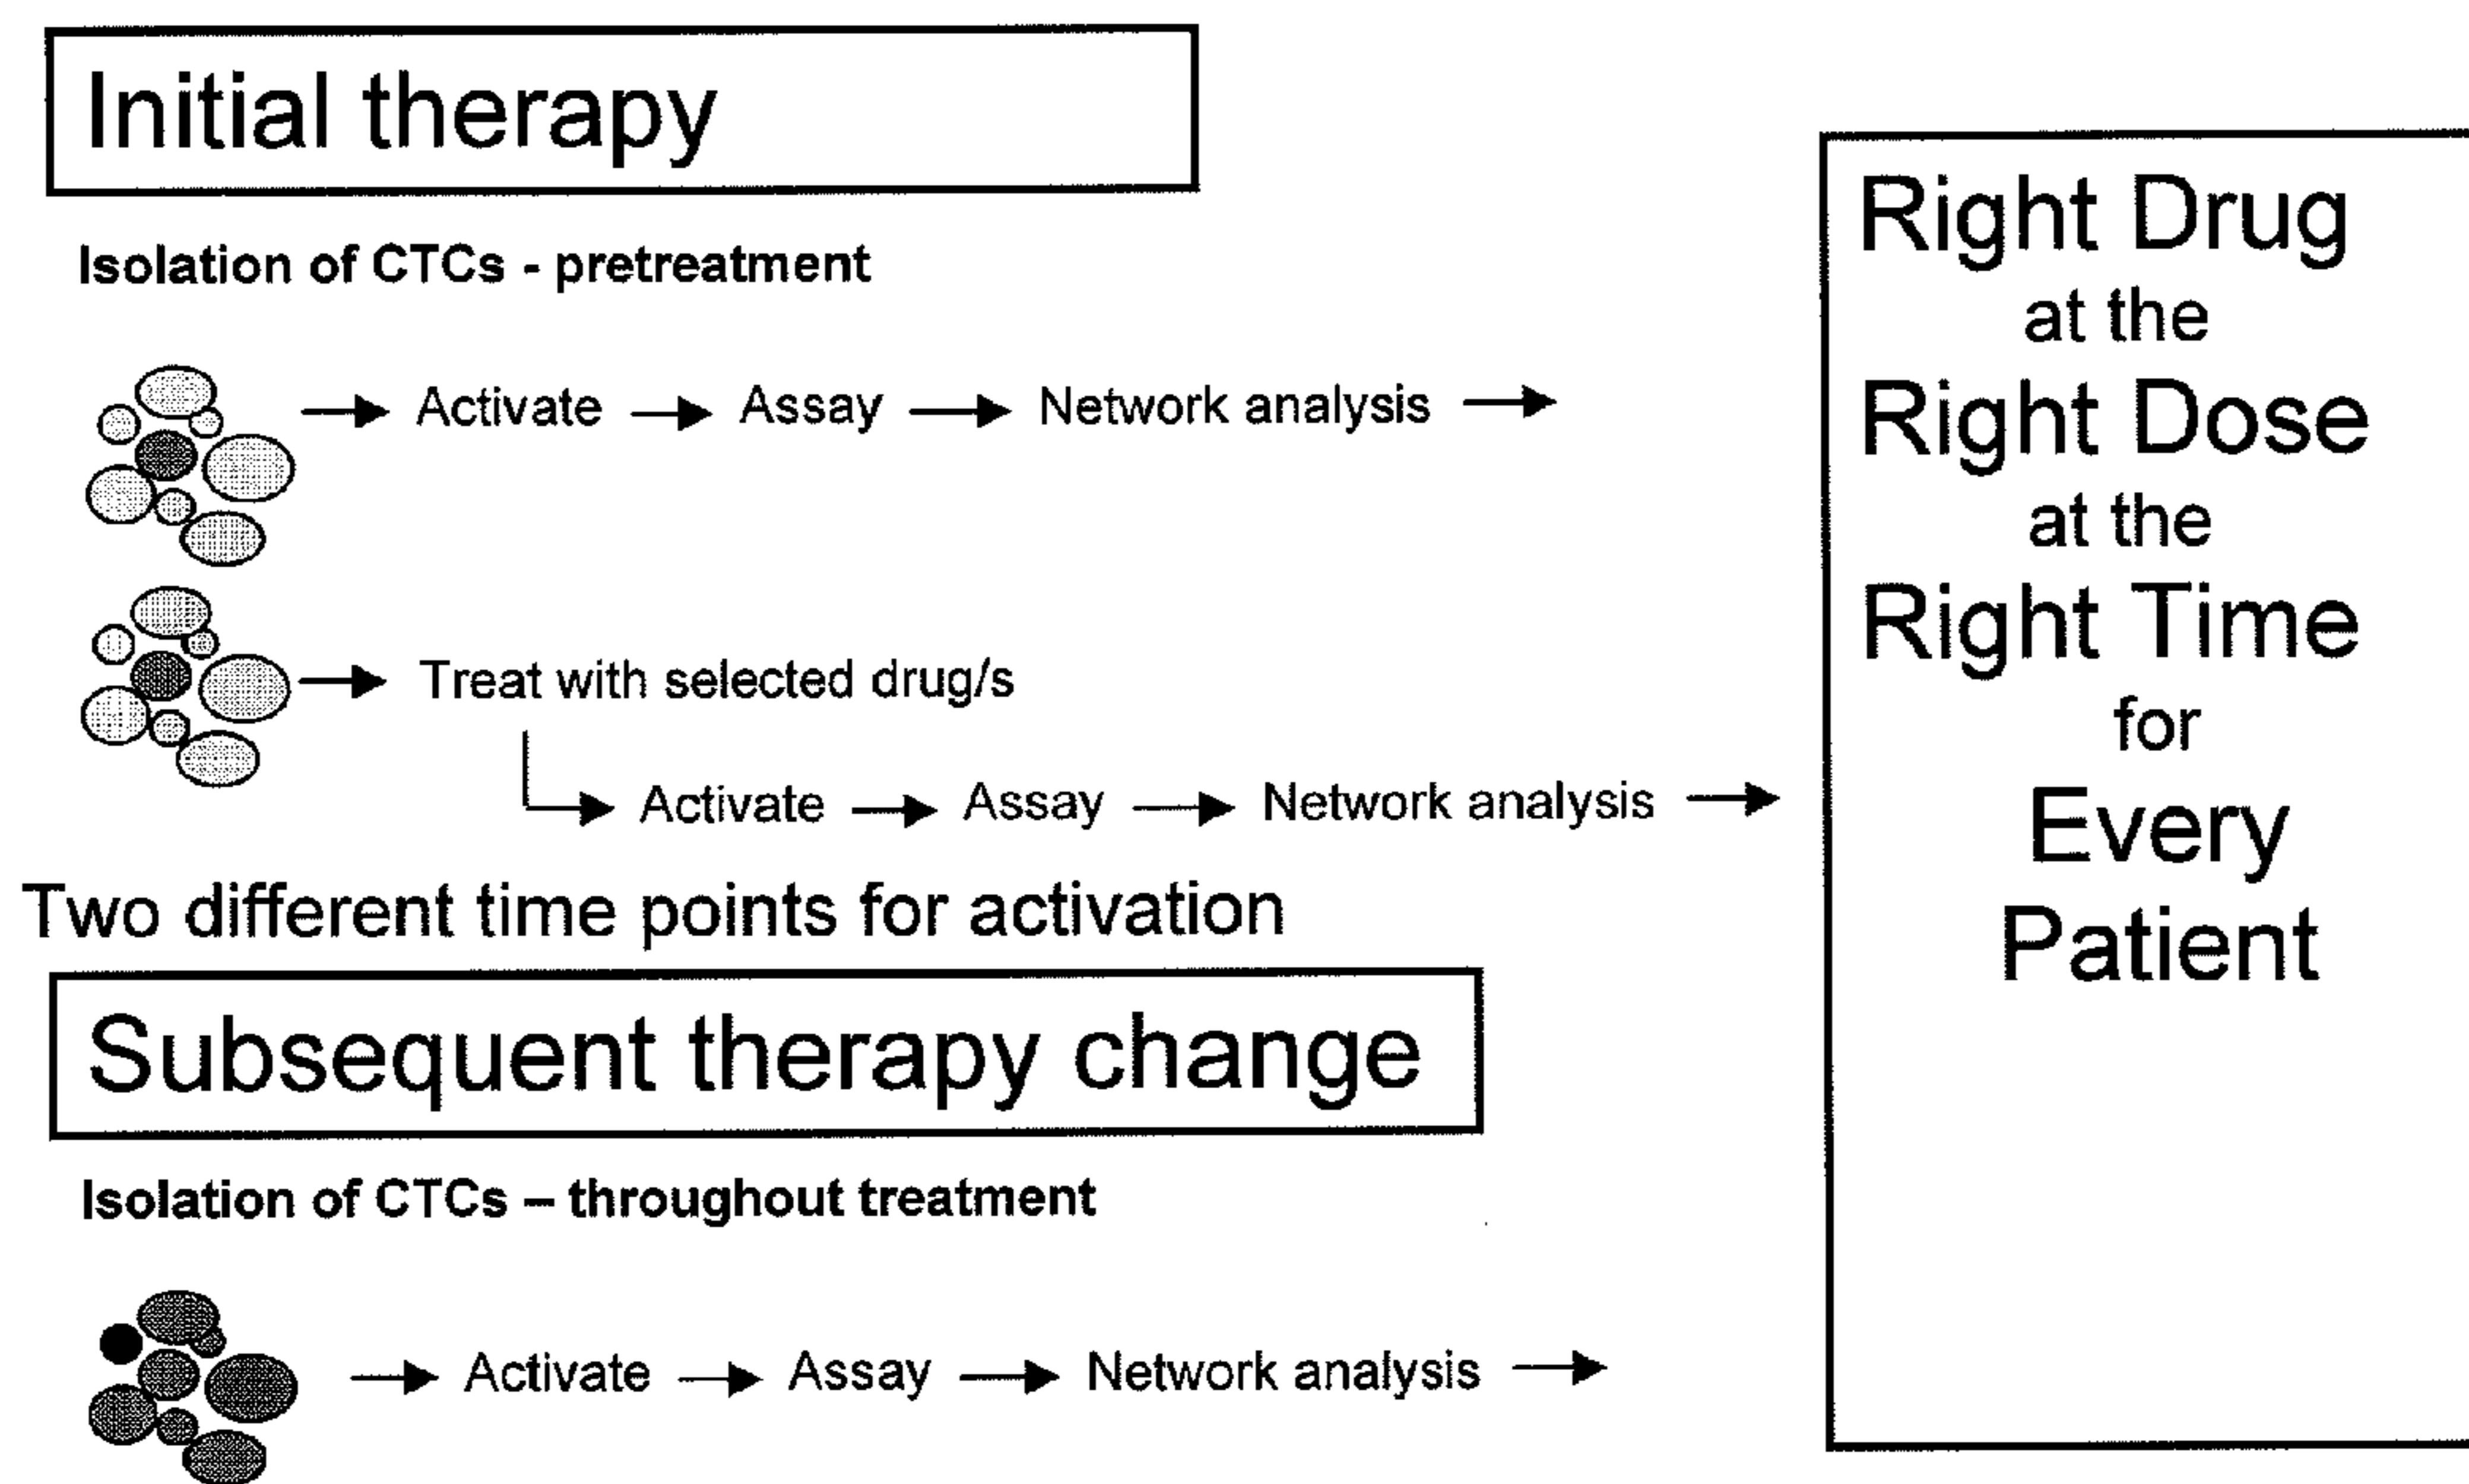 Initial therapy
Isolation of CTCs - pretreatment
Activate Assay Network analysis
Treat with selected drug/s
Activate Assay Network analysis
Two different time points for activation
Subsequent therapy change
Isolation of CTCs – throughout treatment
Activate Assay Network analysis
Right Drug
at the
Right Dose
at the
Right Time
for
Every
Patient